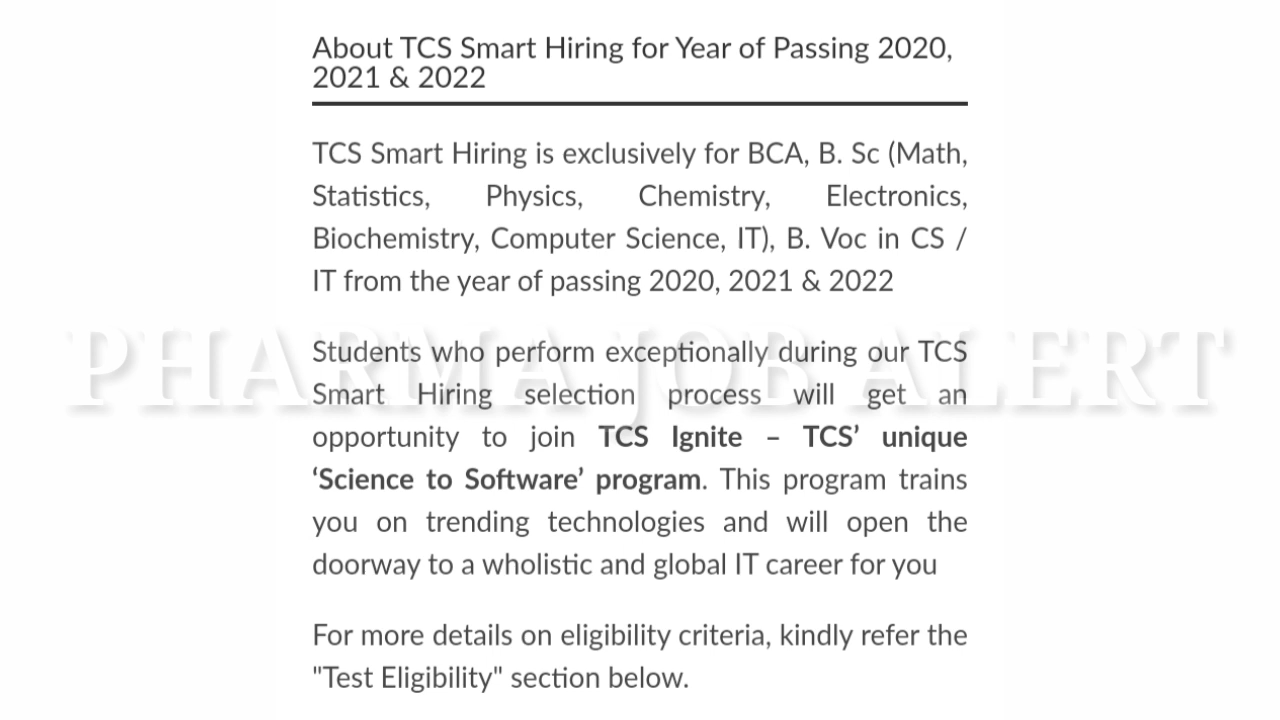 About TCS Smart Hiring for Year of Passing 2020,
2021 & 2022
TCS Smart Hiring is exclusively for BCA, B. Sc (Math,
Statistics, Physics, Chemistry, Electronics,
Biochemistry, Computer Science, IT), B. Voc in CS /
IT from the year of passing 2020, 2021 & 2022
PHARMA JOB ALERT
Students who perform exceptionally during our TCS
Smart Hiring selection process will get an
opportunity to join TCS Ignite – TCS’ unique
‘Science to Software’ program. This program trains
you on trending technologies and will open the
doorway to a wholistic and global IT career for you
For more details on eligibility criteria, kindly refer the
"Test Eligibility" section below.